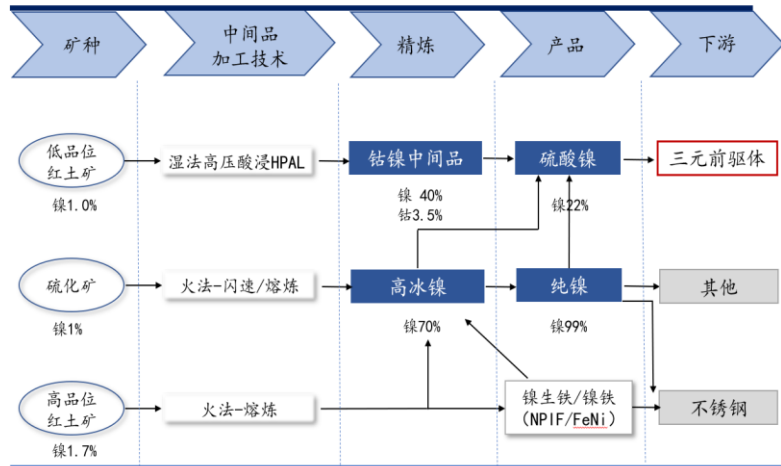 矿种
中间品
加工技术
精炼
产品
下游
低品位
红土矿
湿法高压酸浸HPAL
钴镍中间品
硫酸镍
三元前驱体
镍1.0%
镍 40%
钴3.5%
镍22%
硫化矿
火法-闪速/熔炼
高冰镍
纯镍
其他
镍1%
镍70%
镍99%
高品位
红土矿
火法-熔炼
镍生铁/镍铁
(NPIF/FeNi)
不锈钢
镍1.7%